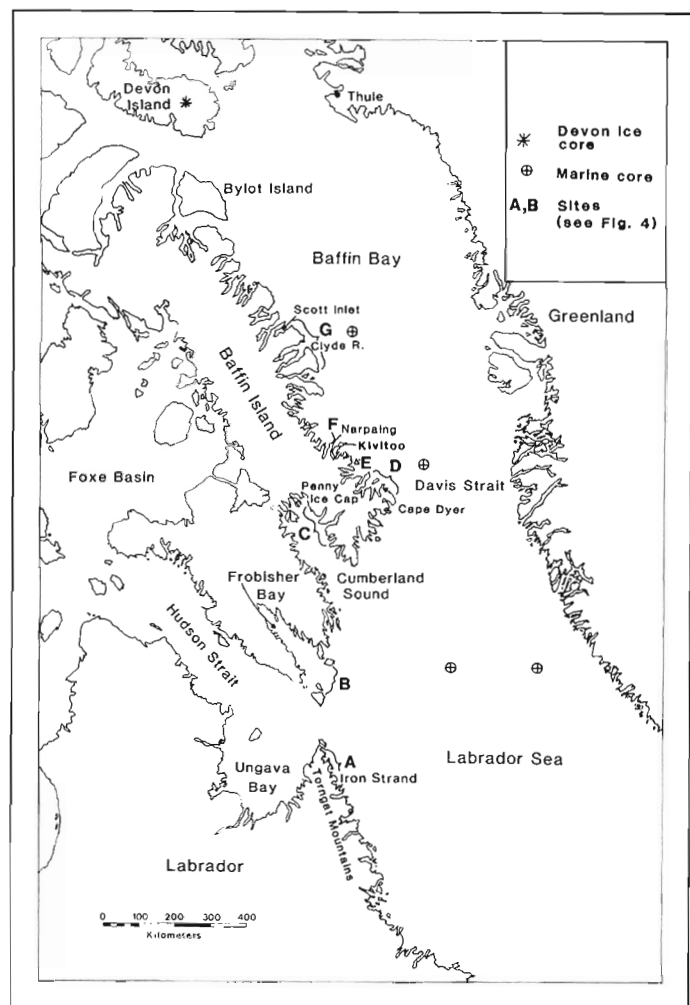 Devon
Island
Thule
Devon Ice
core
Marine core
A,B Sites
(see Fig. 4)
Bylot Island
Baffin Bay
Greenland
Scott Inlet
G
Clyde R.
Baffin Island
F
Narpaing
Kivitoo
E
D
Foxe Basin
Penny
Ice Cap
Davis Strait
Cape Dyer
C
Cumberland
Sound
Frobisher
Bay
Hudson Strait
B
Labrador Sea
A
Iron Strand
Ungava
Bay
Torngat Mountains
Labrador
0 100 200 300 400
Kilometers